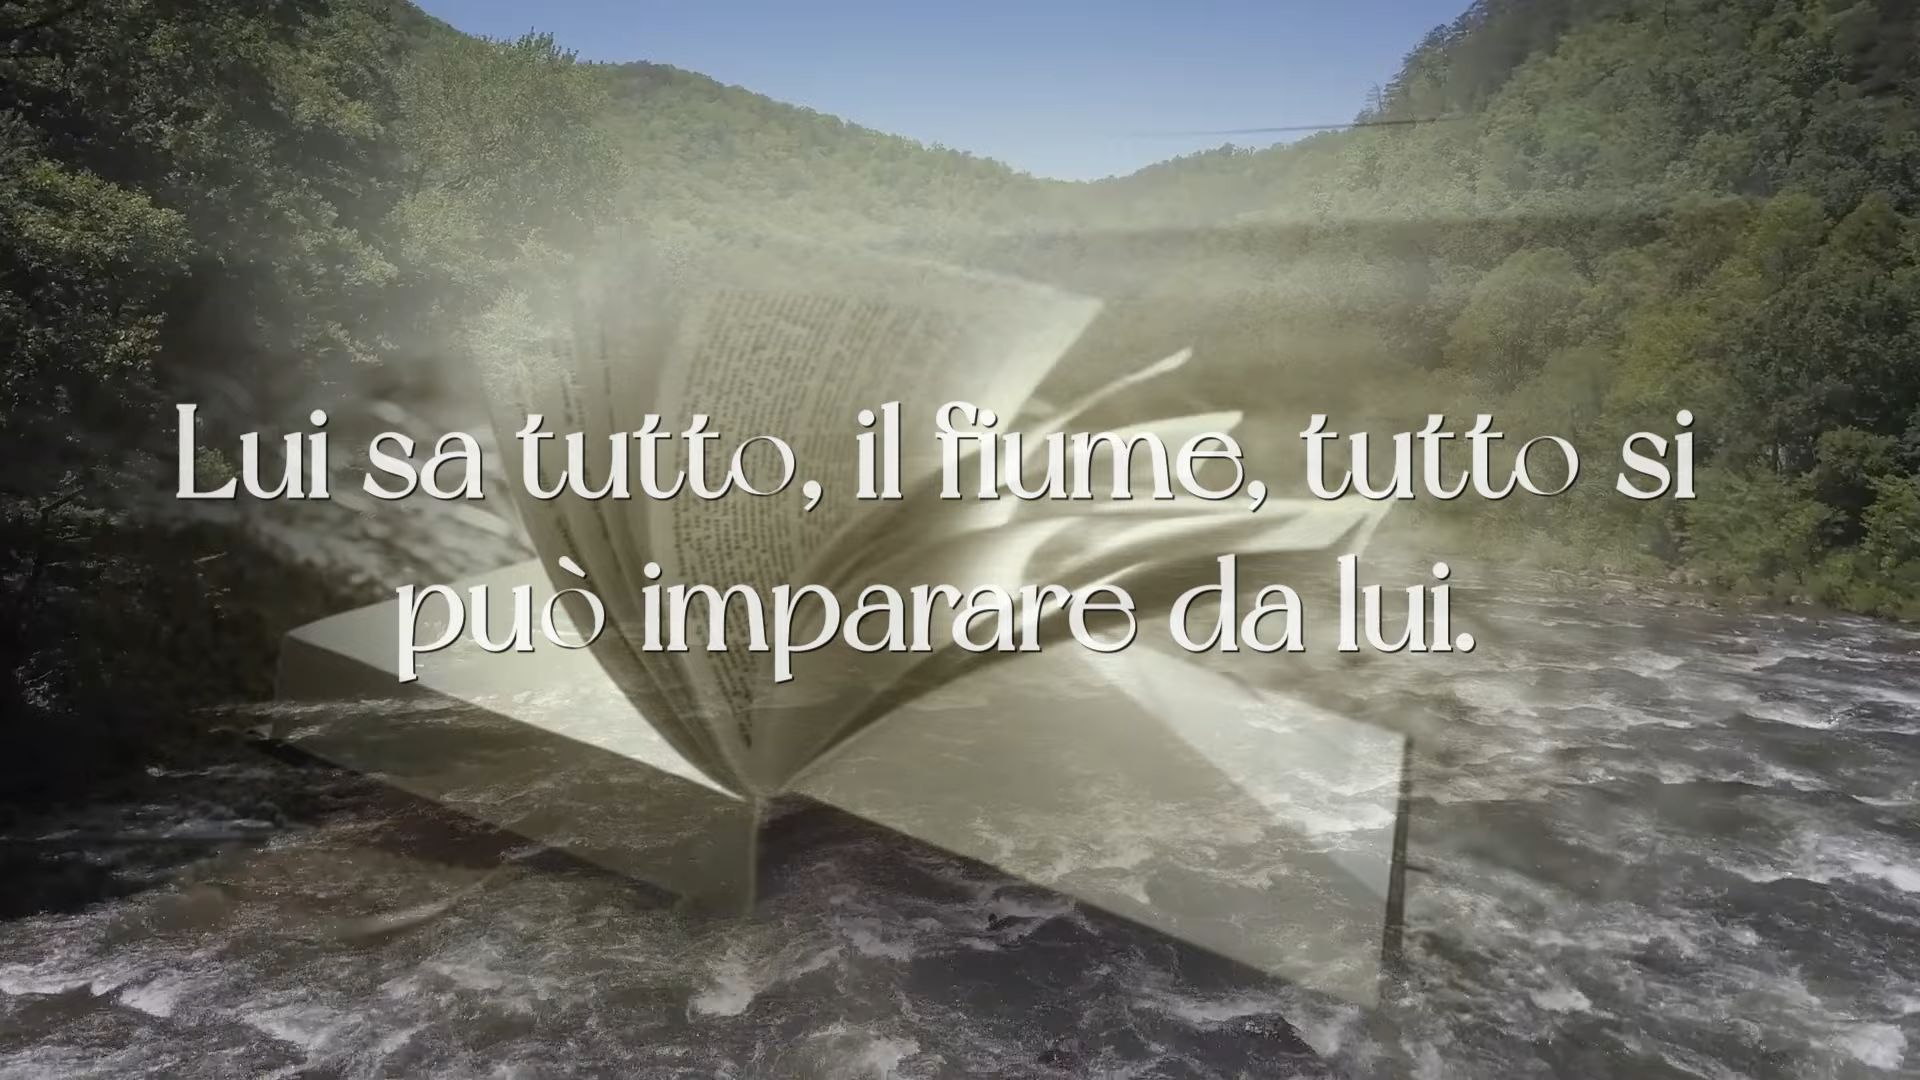 Lui sa tutto, il fiume, tutto si
può imparare da lui.